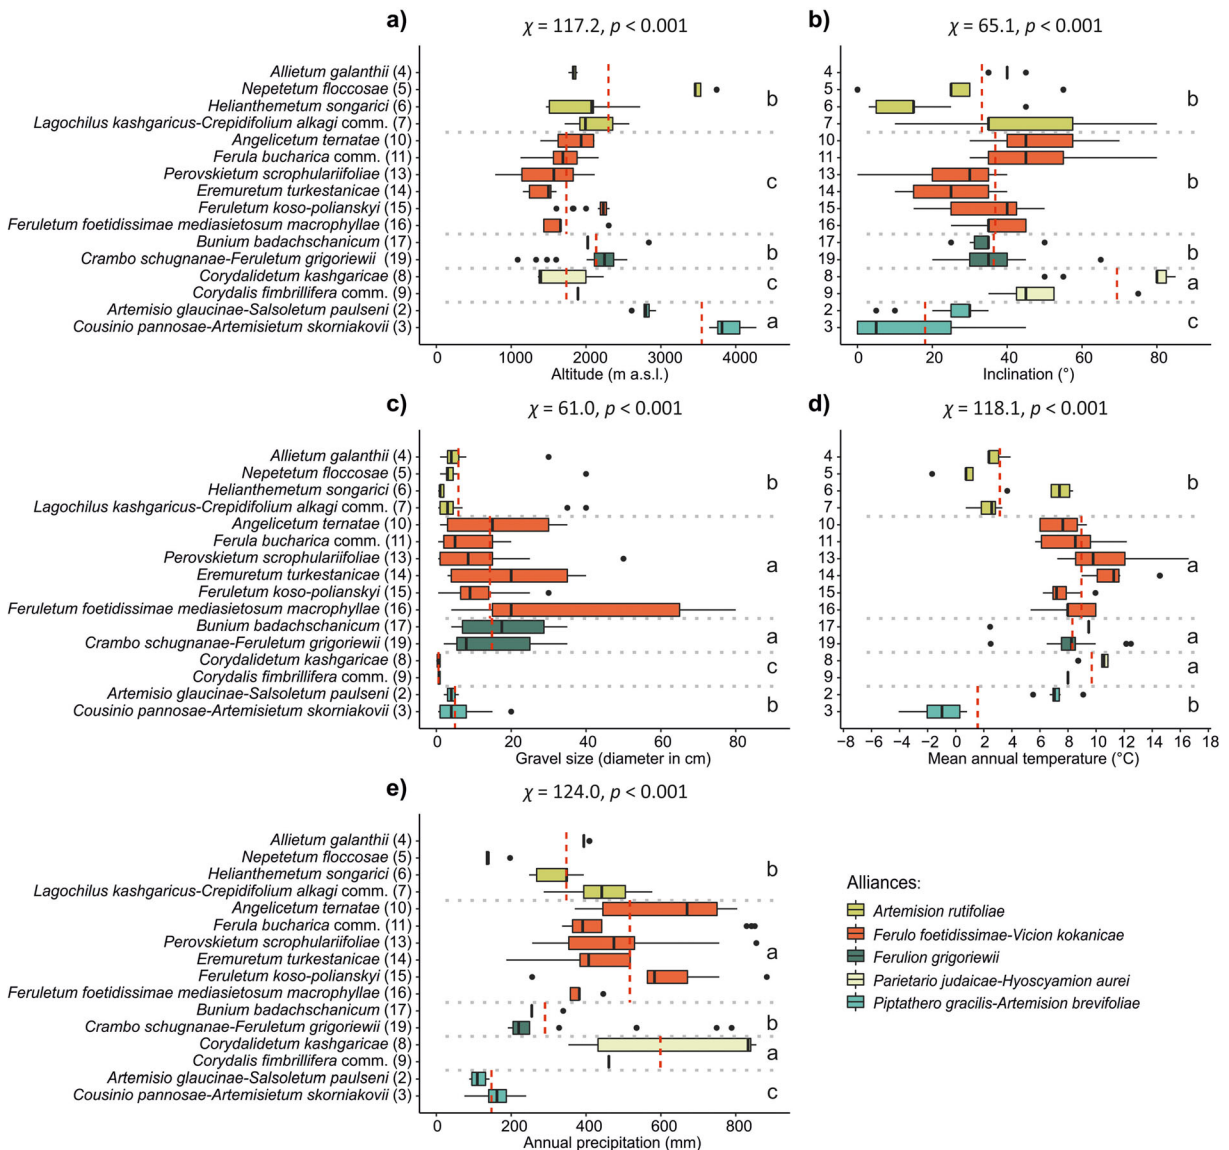 a)
χ = 117.2, p < 0.001
Allietum galanthii (4)
Nepetetum floccosae (5)
Helianthemetum songarici (6)
Lagochilus kashgaricus-Crepidifolium alkagi comm. (7)
Angelicetum ternatae (10)
Ferula bucharica comm. (11)
Perovskietum scrophulariifoliae (13)
Eremuretum turkestanicae (14)
Feruletum koso-polianskyi (15)
Feruletum foetidissimae mediasietosum macrophyllae (16)
Bunium badachschanicum (17)
Crambo schugnanae-Feruletum grigoriewii (19)
Corydalidetum kashgaricae (8)
Corydalis fimbrillifera comm. (9)
Artemisio glaucinae-Salsoletum paulseni (2)
Cousinio pannosae-Artemisietum skorniakovii (3)
b
c
b
c
a
0 1000 2000 3000 4000
Altitude (m a.s.l.)
b)
χ = 65.1, p < 0.001
4
5
6
7
10
11
13
14
15
16
17
19
8
9
2
3
b
b
b
a
c
0 20 40 60 80
Inclination (°)
c)
χ = 61.0, p < 0.001
Allietum galanthii (4)
Nepetetum floccosae (5)
Helianthemetum songarici (6)
Lagochilus kashgaricus-Crepidifolium alkagi comm. (7)
Angelicetum ternatae (10)
Ferula bucharica comm. (11)
Perovskietum scrophulariifoliae (13)
Eremuretum turkestanicae (14)
Feruletum koso-polianskyi (15)
Feruletum foetidissimae mediasietosum macrophyllae (16)
Bunium badachschanicum (17)
Crambo schugnanae-Feruletum grigoriewii (19)
Corydalidetum kashgaricae (8)
Corydalis fimbrillifera comm. (9)
Artemisio glaucinae-Salsoletum paulseni (2)
Cousinio pannosae-Artemisietum skorniakovii (3)
b
a
a
c
b
0 20 40 60 80
Gravel size (diameter in cm)
d)
χ = 118.1, p < 0.001
4
5
6
7
10
11
13
14
15
16
17
19
8
9
2
3
b
a
a
a
b
−8 −6 −4 −2 0 2 4 6 8 10 12 14 16 18
Mean annual temperature (°C)
e)
χ = 124.0, p < 0.001
Allietum galanthii (4)
Nepetetum floccosae (5)
Helianthemetum songarici (6)
Lagochilus kashgaricus-Crepidifolium alkagi comm. (7)
Angelicetum ternatae (10)
Ferula bucharica comm. (11)
Perovskietum scrophulariifoliae (13)
Eremuretum turkestanicae (14)
Feruletum koso-polianskyi (15)
Feruletum foetidissimae mediasietosum macrophyllae (16)
Bunium badachschanicum (17)
Crambo schugnanae-Feruletum grigoriewii (19)
Corydalidetum kashgaricae (8)
Corydalis fimbrillifera comm. (9)
Artemisio glaucinae-Salsoletum paulseni (2)
Cousinio pannosae-Artemisietum skorniakovii (3)
b
a
b
a
c
0 200 400 600 800
Annual precipitation (mm)
Alliances:
Artemision rutifoliae
Ferulo foetidissimae-Vicion kokanicae
Ferulion grigoriewii
Parietario judaicae-Hyoscyamion aurei
Piptathero gracilis-Artemision brevifoliae